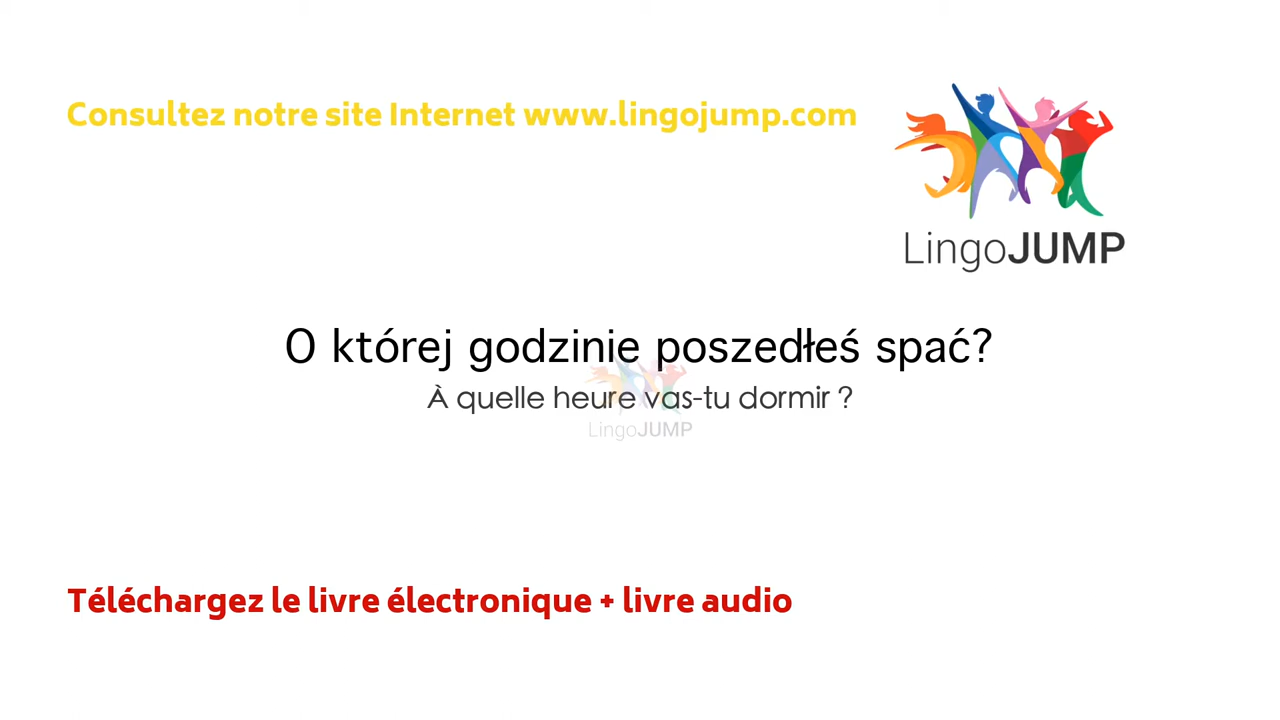 Consultez notre site Internet www.lingojump.com
LingoJUMP
O której godzinie poszedłeś spać?
À quelle heure vas-tu dormir ?
LingoJUMP
Téléchargez le livre électronique + livre audio